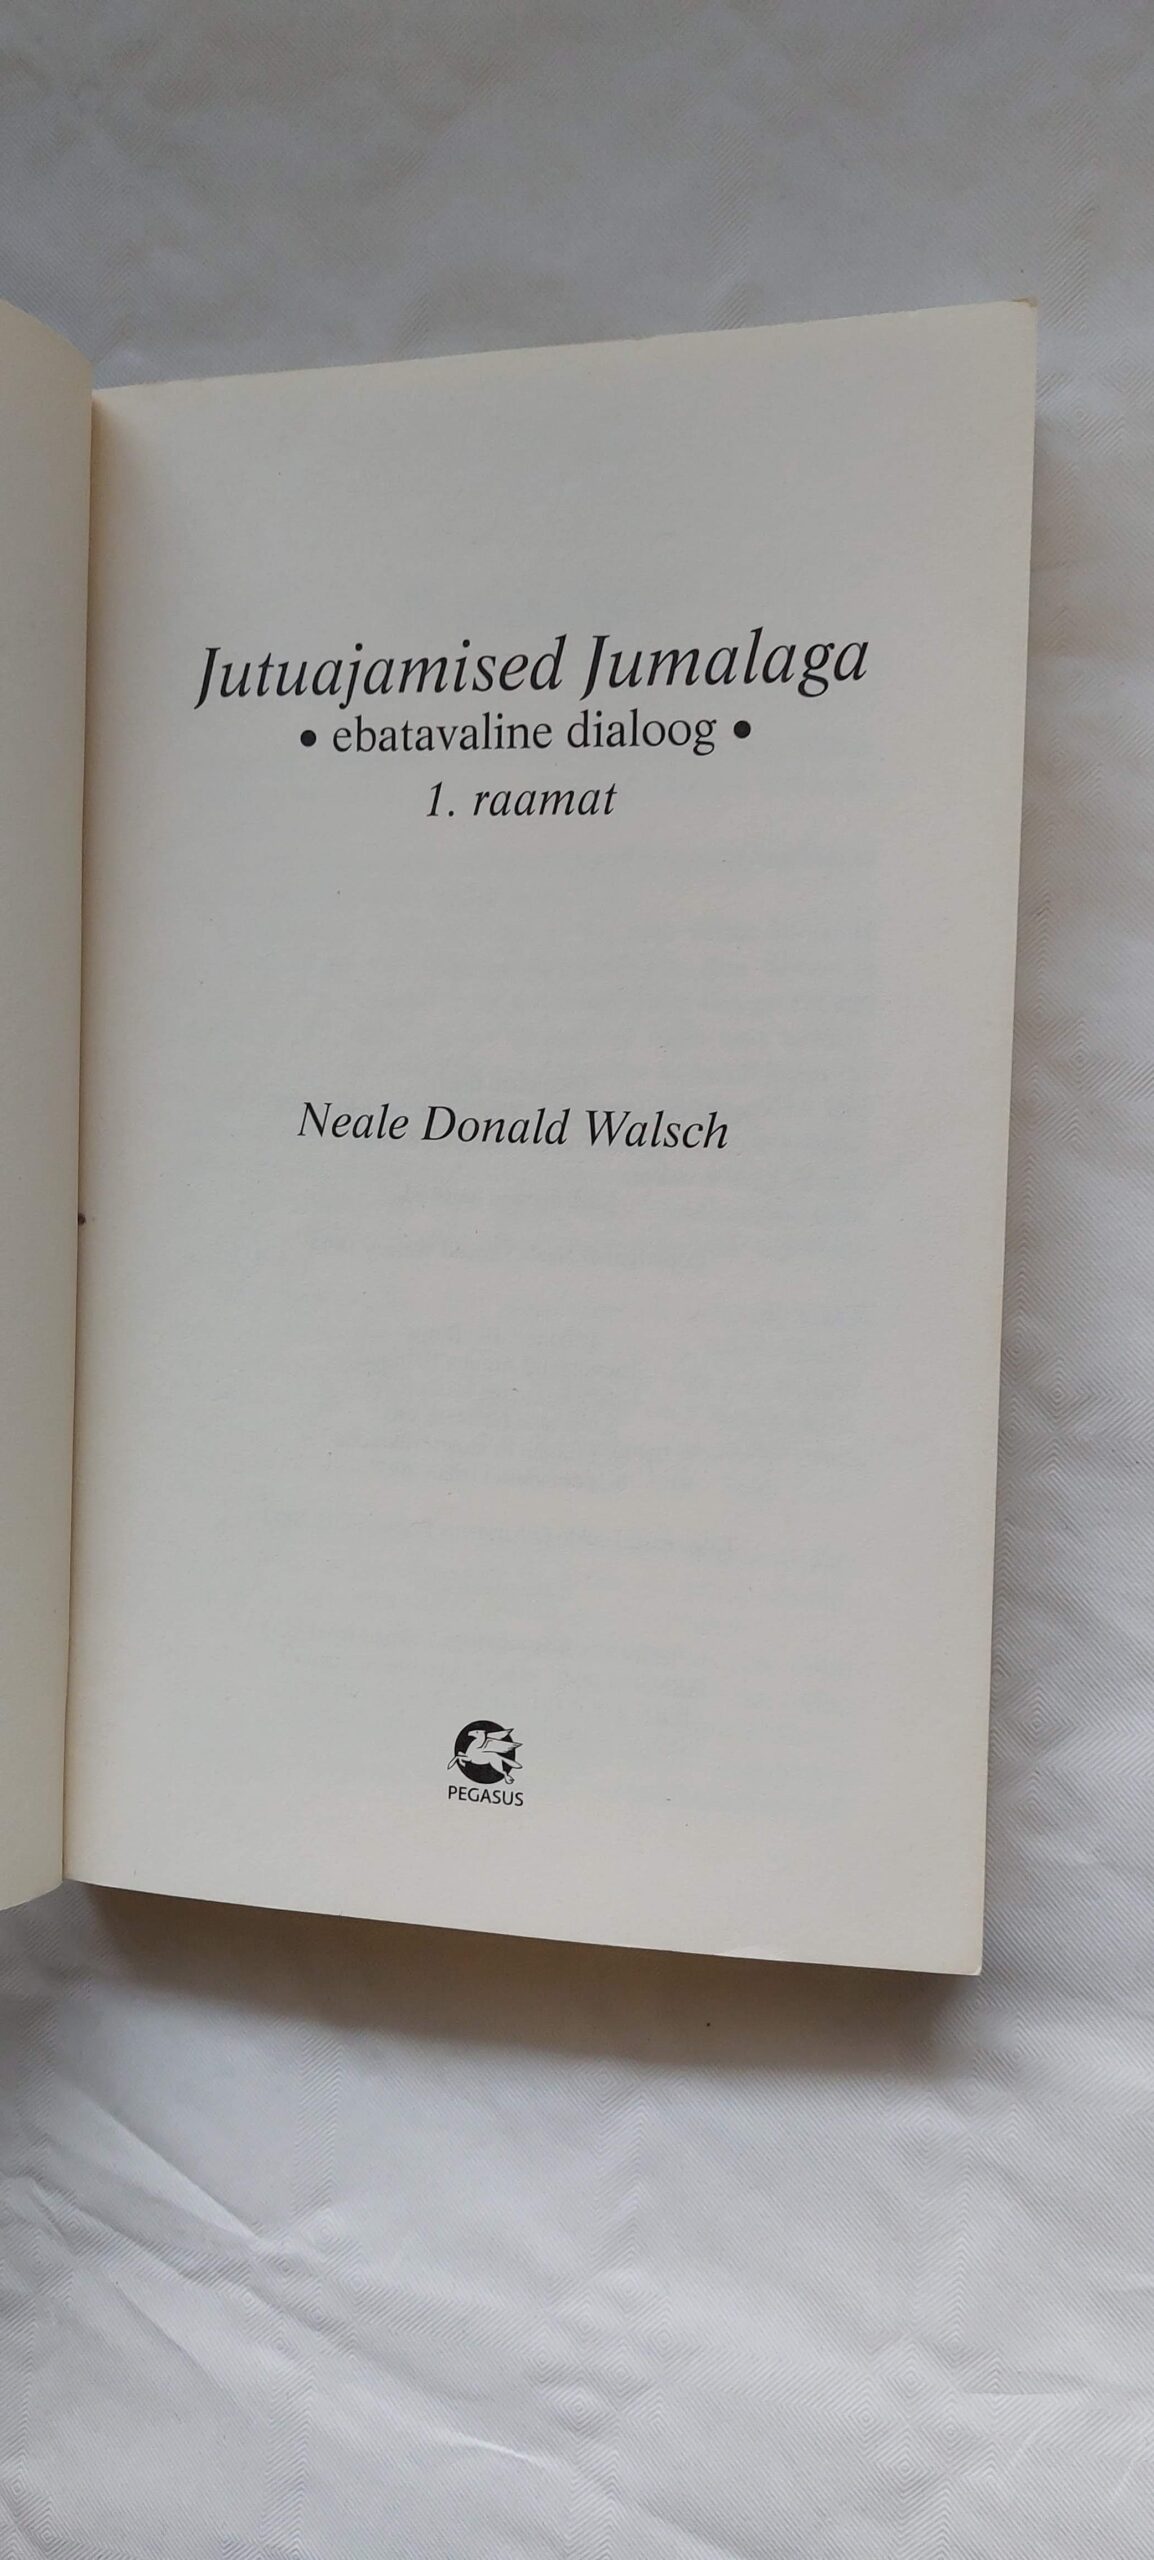 Jutuajamised Jumalaga
• ebatavaline dialoog •
1. raamat
Neale Donald Walsch
PEGASUS